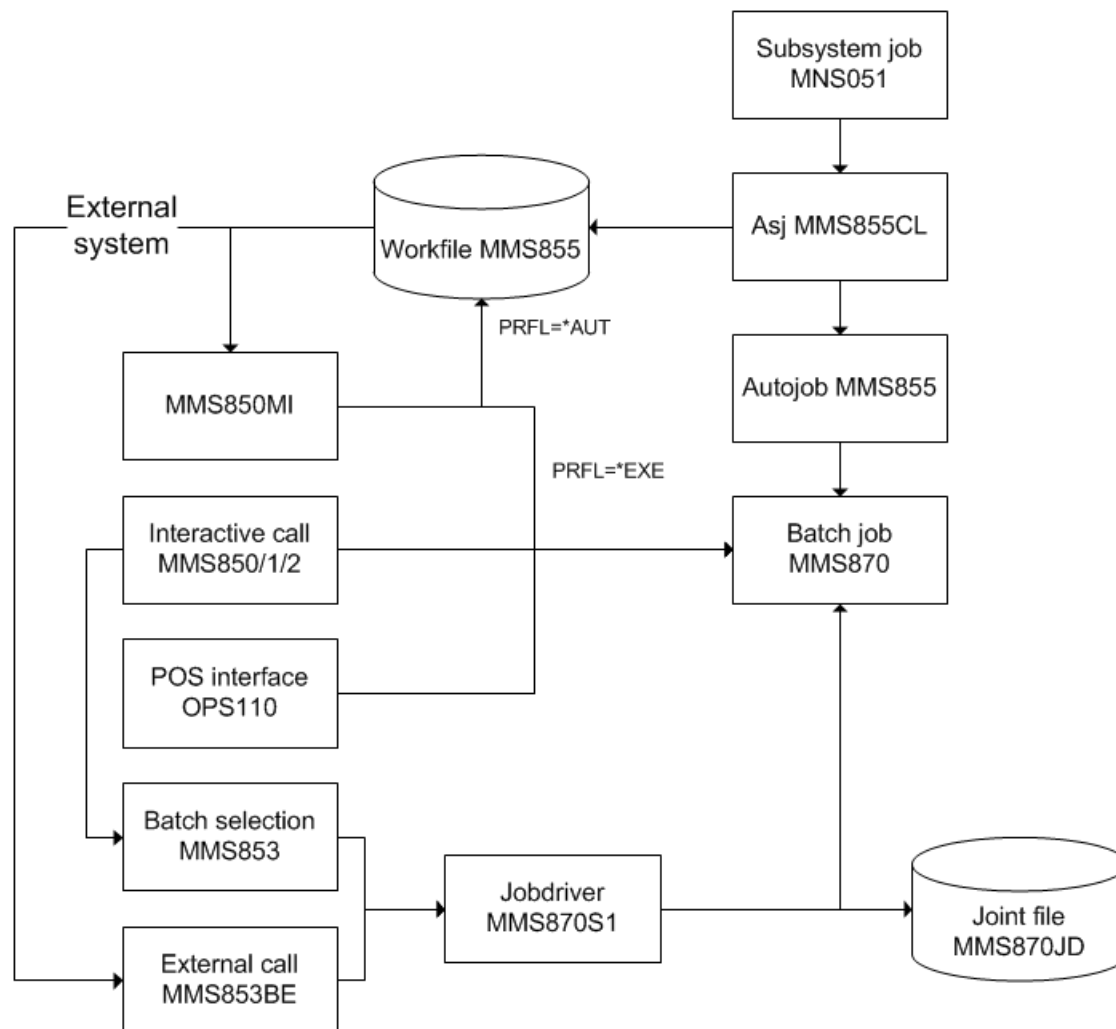 Subsystem job
MNS051
External
system
Workfile MMS855
Asj MMS855CL
PRFL=*AUT
MMS850MI
Autojob MMS855
PRFL=*EXE
Interactive call
MMS850/1/2
Batch job
MMS870
POS interface
OPS110
Batch selection
MMS853
Jobdriver
MMS870S1
Joint file
MMS870JD
External call
MMS853BE